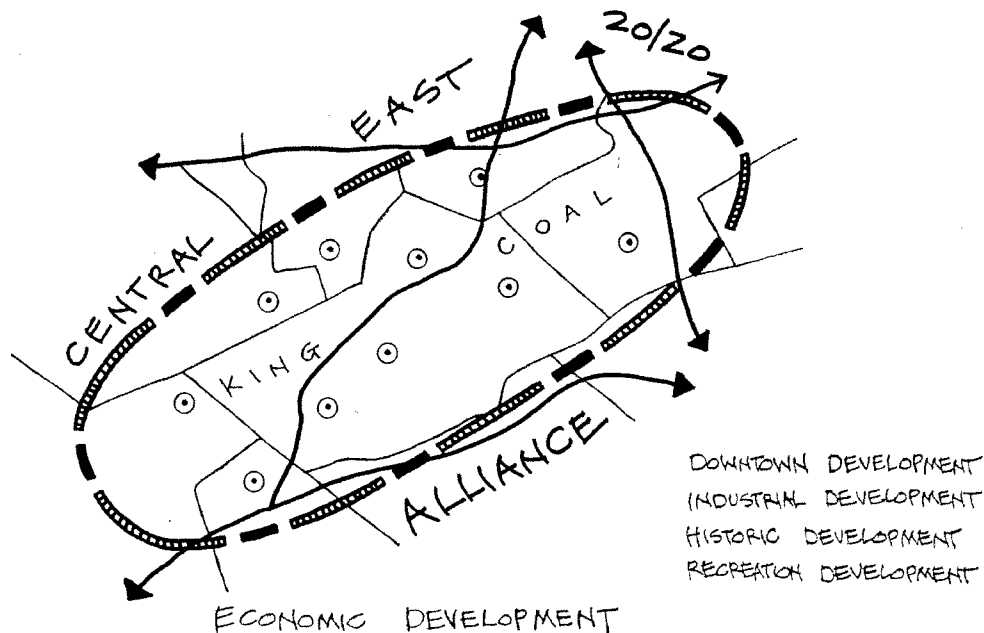 20/20
EAST
CENTRAL
COAL
KING
ALLIANCE
DOWNTOWN DEVELOPMENT
INDUSTRIAL DEVELOPMENT
HISTORIC DEVELOPMENT
RECREATION DEVELOPMENT
ECONOMIC DEVELOPMENT